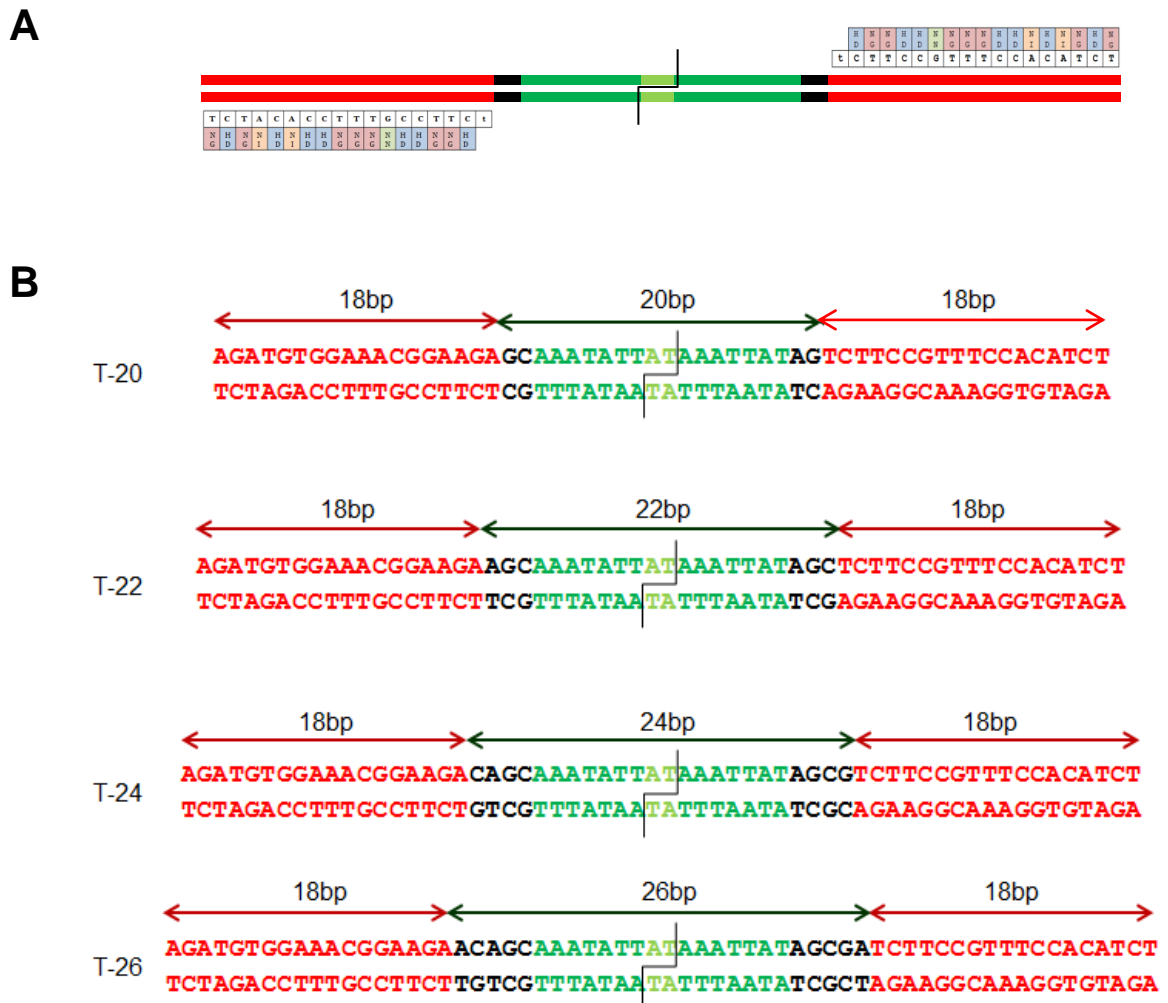 A
H N N H H N N N N H H N H N N H N
D G G D D N G G G D D I D I G D G
t C T T C C G T T T C C A C A T C T
T C T A C A C C T T T G C C T T C t
N H N N H N H H N N N N H H N N H
G D G I D I D D G G G N D D G G D
B
18bp 20bp 18bp
T-20
AGATGTGGAAACGGAAGAGCAAATATTATAAATTATAGTCTTCCGTTTCCACATCT
TCTAGACCTTTGCCTTCTCGTTTATAATATTTAATATCAGAAGGCAAAGGTGTAGA
18bp 22bp 18bp
T-22
AGATGTGGAAACGGAAGAAGCAAATATTATAAATTATAGCTCTTCCGTTTCCACATCT
TCTAGACCTTTGCCTTCTTCGTTTATAATATTTAATATCGAGAAGGCAAAGGTGTAGA
18bp 24bp 18bp
T-24
AGATGTGGAAACGGAAGACAGCAAATATTATAAATTATAGCGTCTTCCGTTTCCACATCT
TCTAGACCTTTGCCTTCTGTCGTTTATAATATTTAATATCGCAGAAGGCAAAGGTGTAGA
18bp 26bp 18bp
T-26
AGATGTGGAAACGGAAGAACAGCAAATATTATAAATTATAGCGATCTTCCGTTTCCACATCT
TCTAGACCTTTGCCTTCTTGTCGTTTATAATATTTAATATCGCTAGAAGGCAAAGGTGTAGA